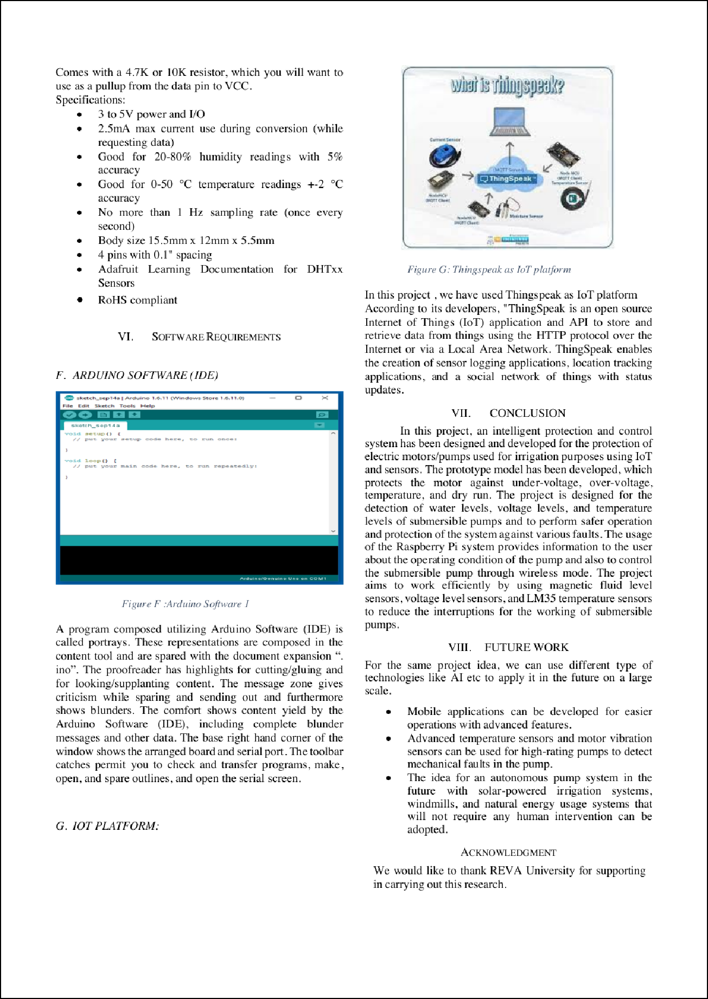 Comes with a 4.7K or 10K resistor, which you will want to
use as a pullup from the data pin to VCC.
Specifications:
• 3 to 5V power and I/O
• 2.5mA max current use during conversion (while
requesting data)
• Good for 20-80% humidity readings with 5%
accuracy
• Good for 0-50 °C temperature readings +-2 °C
accuracy
• No more than 1 Hz sampling rate (once every
second)
• Body size 15.5mm x 12mm x 5.5mm
• 4 pins with 0.1" spacing
• Adafruit Learning Documentation for DHTxx
Sensors
• RoHS compliant
VI. SOFTWARE REQUIREMENTS
F. ARDUINO SOFTWARE (IDE)
sketch_sep14a | Arduino 1.6.11 (Windows Store 1.6.11.0)
File Edit Sketch Tools Help
sketch_sep14a
void setup() {
// put your setup code here, to run once:
}
void loop() {
// put your main code here, to run repeatedly:
}
Arduino/Genuino Uno on COM1
Figure F :Arduino Software 1
A program composed utilizing Arduino Software (IDE) is
called portrays. These representations are composed in the
content tool and are spared with the document expansion “.
ino”. The proofreader has highlights for cutting/gluing and
for looking/supplanting content. The message zone gives
criticism while sparing and sending out and furthermore
shows blunders. The comfort shows content yield by the
Arduino Software (IDE), including complete blunder
messages and other data. The base right hand corner of the
window shows the arranged board and serial port. The toolbar
catches permit you to check and transfer programs, make,
open, and spare outlines, and open the serial screen.
G. IOT PLATFORM:
what is Thingspeak?
Current Sensor
(MQTT Server)
ThingSpeak
Node MCU
(MQTT Client)
Temperature Sensor
NodeMCU
(MQTT Client)
Moisture Sensor
NodeMCU
(MQTT Client)
Figure G: Thingspeak as IoT platform
In this project , we have used Thingspeak as IoT platform
According to its developers, "ThingSpeak is an open source
Internet of Things (IoT) application and API to store and
retrieve data from things using the HTTP protocol over the
Internet or via a Local Area Network. ThingSpeak enables
the creation of sensor logging applications, location tracking
applications, and a social network of things with status
updates.
VII. CONCLUSION
In this project, an intelligent protection and control
system has been designed and developed for the protection of
electric motors/pumps used for irrigation purposes using IoT
and sensors. The prototype model has been developed, which
protects the motor against under-voltage, over-voltage,
temperature, and dry run. The project is designed for the
detection of water levels, voltage levels, and temperature
levels of submersible pumps and to perform safer operation
and protection of the system against various faults. The usage
of the Raspberry Pi system provides information to the user
about the operating condition of the pump and also to control
the submersible pump through wireless mode. The project
aims to work efficiently by using magnetic fluid level
sensors, voltage level sensors, and LM35 temperature sensors
to reduce the interruptions for the working of submersible
pumps.
VIII. FUTURE WORK
For the same project idea, we can use different type of
technologies like AI etc to apply it in the future on a large
scale.
• Mobile applications can be developed for easier
operations with advanced features.
• Advanced temperature sensors and motor vibration
sensors can be used for high-rating pumps to detect
mechanical faults in the pump.
• The idea for an autonomous pump system in the
future with solar-powered irrigation systems,
windmills, and natural energy usage systems that
will not require any human intervention can be
adopted.
ACKNOWLEDGMENT
We would like to thank REVA University for supporting
in carrying out this research.